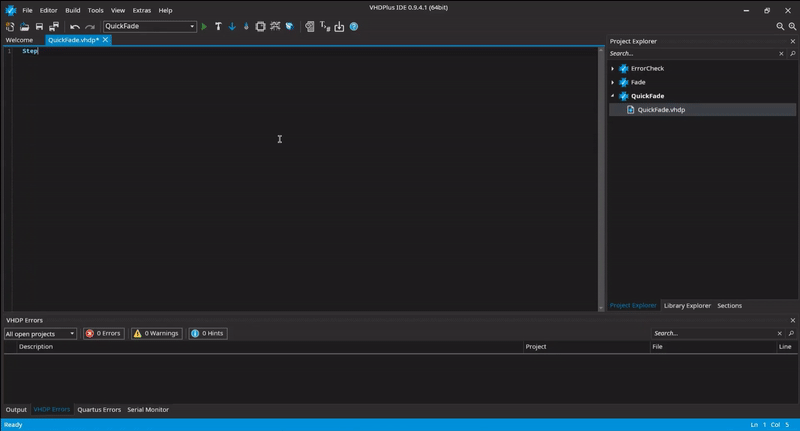 VHDPlus IDE 0.9.4.1 (64bit)
File Editor Build Tools View Extras Help
QuickFade
Welcome QuickFade.vhdp*
Project Explorer
1 Step
Search...
ErrorCheck
Fade
QuickFade
QuickFade.vhdp
Project Explorer Library Explorer Sections
VHDP Errors
All open projects 0 Errors 0 Warnings 0 Hints Search...
Description Project File Line
Output VHDP Errors Quartus Errors Serial Monitor
Ready Ln 1 Col 5